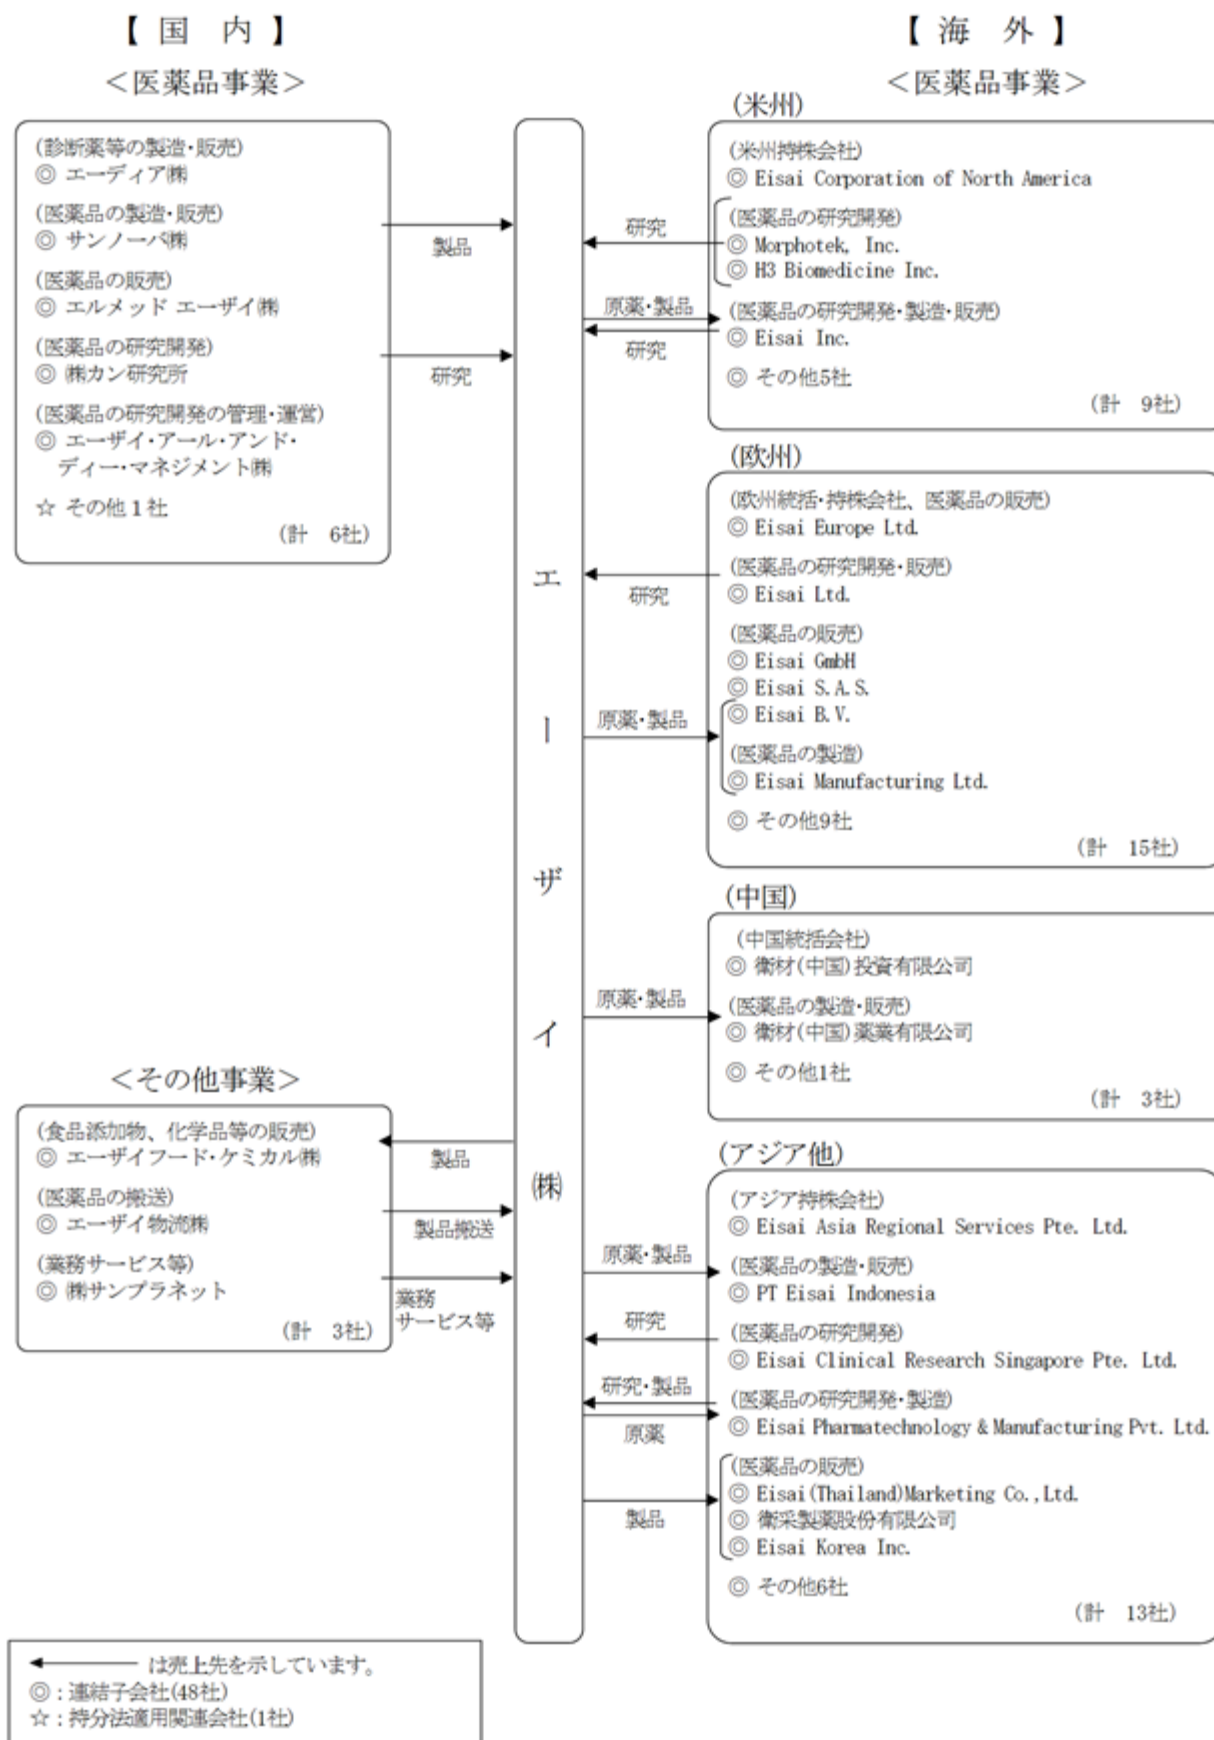 【 国　内 】
＜医薬品事業＞
(診断薬等の製造・販売)
◎ エーディア㈱
(医薬品の製造・販売)
◎ サンノーバ㈱
(医薬品の販売)
◎ エルメッド エーザイ㈱
(医薬品の研究開発)
◎ ㈱カン研究所
(医薬品の研究開発の管理・運営)
◎ エーザイ・アール・アンド・
ディー・マネジメント㈱
☆ その他１社
(計　6社)
製品
研究
＜その他事業＞
(食品添加物、化学品等の販売)
◎ エーザイフード・ケミカル㈱
(医薬品の搬送)
◎ エーザイ物流㈱
(業務サービス等)
◎ ㈱サンプラネット
(計　3社)
製品
製品搬送
業務
サービス等
エーザイ㈱
【 海　外 】
＜医薬品事業＞
(米州)
(米州持株会社)
◎ Eisai Corporation of North America
(医薬品の研究開発)
◎ Morphotek, Inc.
◎ H3 Biomedicine Inc.
(医薬品の研究開発・製造・販売)
◎ Eisai Inc.
◎ その他5社
(計　9社)
研究
原薬・製品
研究
(欧州)
(欧州統括・持株会社、医薬品の販売)
◎ Eisai Europe Ltd.
(医薬品の研究開発・販売)
◎ Eisai Ltd.
(医薬品の販売)
◎ Eisai GmbH
◎ Eisai S.A.S.
◎ Eisai B.V.
(医薬品の製造)
◎ Eisai Manufacturing Ltd.
◎ その他9社
(計　15社)
研究
原薬・製品
(中国)
(中国統括会社)
◎ 衛材(中国)投資有限公司
(医薬品の製造・販売)
◎ 衛材(中国)薬業有限公司
◎ その他1社
(計　3社)
原薬・製品
(アジア他)
(アジア持株会社)
◎ Eisai Asia Regional Services Pte. Ltd.
(医薬品の製造・販売)
◎ PT Eisai Indonesia
(医薬品の研究開発)
◎ Eisai Clinical Research Singapore Pte. Ltd.
(医薬品の研究開発・製造)
◎ Eisai Pharmatechnology & Manufacturing Pvt. Ltd.
(医薬品の販売)
◎ Eisai(Thailand)Marketing Co.,Ltd.
◎ 衛采製薬股份有限公司
◎ Eisai Korea Inc.
◎ その他6社
(計　13社)
原薬・製品
研究
研究・製品
原薬
製品
は売上先を示しています。
◎：連結子会社(48社)
☆：持分法適用関連会社(1社)